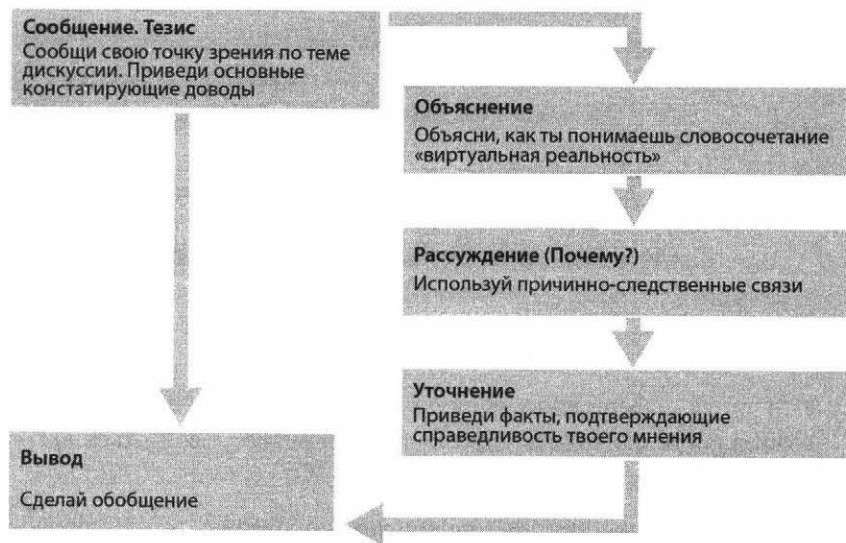 Сообщение. Тезис
Сообщи свою точку зрения по теме
дискуссии. Приведи основные
констатирующие доводы
Объяснение
Объясни, как ты понимаешь словосочетание
«виртуальная реальность»
Рассуждение (Почему?)
Используй причинно-следственные связи
Уточнение
Приведи факты, подтверждающие
справедливость твоего мнения
Вывод
Сделай обобщение